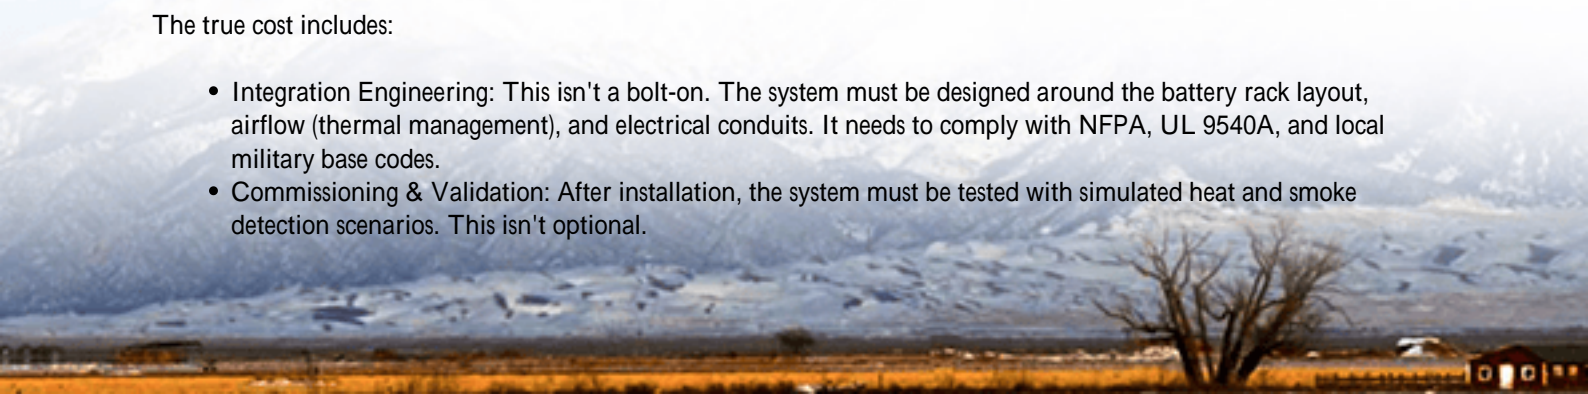 The true cost includes:
• Integration Engineering: This isn't a bolt-on. The system must be designed around the battery rack layout,
airflow (thermal management), and electrical conduits. It needs to comply with NFPA, UL 9540A, and local
military base codes.
• Commissioning & Validation: After installation, the system must be tested with simulated heat and smoke
detection scenarios. This isn't optional.